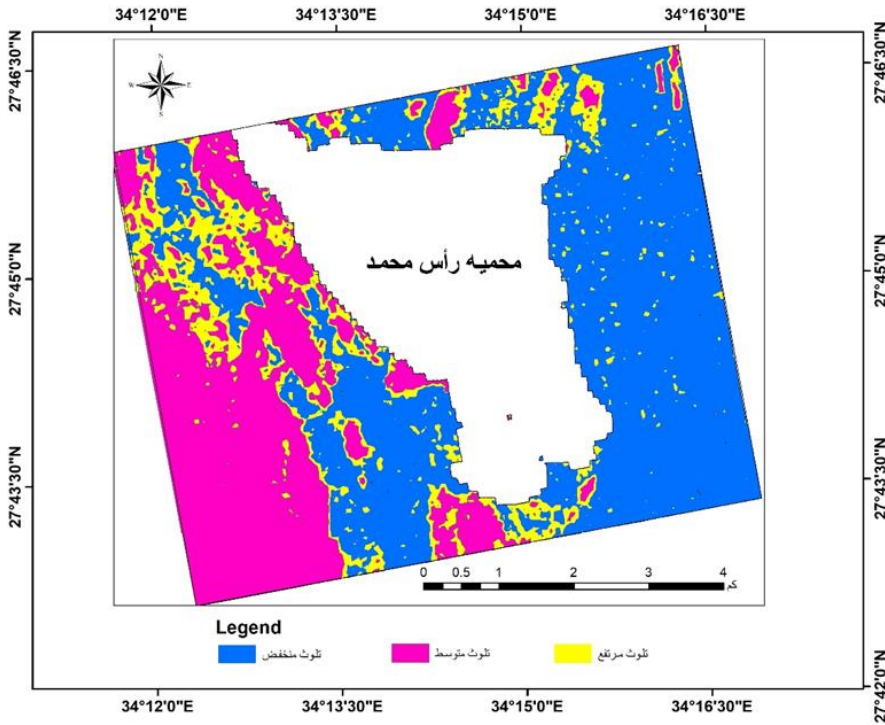 34°12'0"E 34°13'30"E 34°15'0"E 34°16'30"E
N
W E
S
27°46'30"N 27°46'30"N
27°45'0"N 27°45'0"N
محميه رأس محمد
27°43'30"N 27°43'30"N
0 0.5 1 2 3 4
كم
Legend
تلوث منخفض تلوث متوسط تلوث مرتفع
27°42'0"N
34°12'0"E 34°13'30"E 34°15'0"E 34°16'30"E